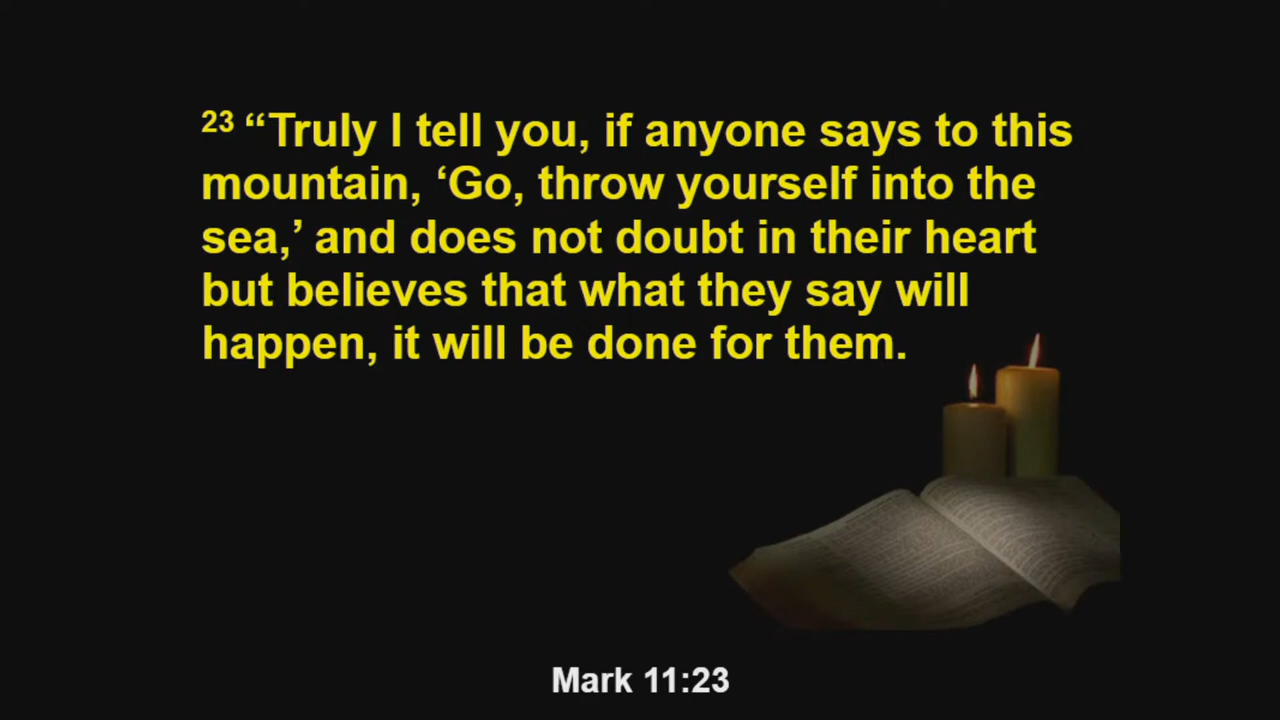 23 “Truly I tell you, if anyone says to this
mountain, ‘Go, throw yourself into the
sea,’ and does not doubt in their heart
but believes that what they say will
happen, it will be done for them.
Mark 11:23